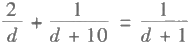 2/d + 1/(d + 10) = 1/(d + 1)